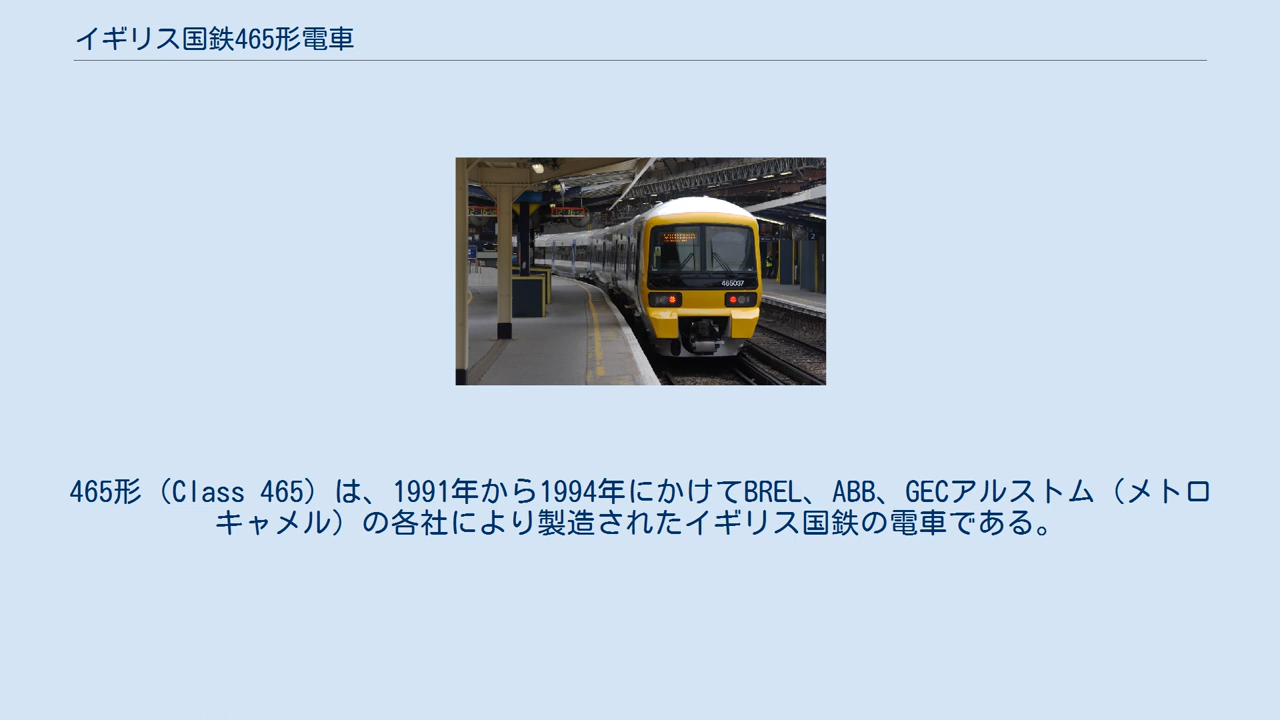 イギリス国鉄465形電車
465037
2
465形（Class 465）は、1991年から1994年にかけてBREL、ABB、GECアルストム（メトロ
キャメル）の各社により製造されたイギリス国鉄の電車である。